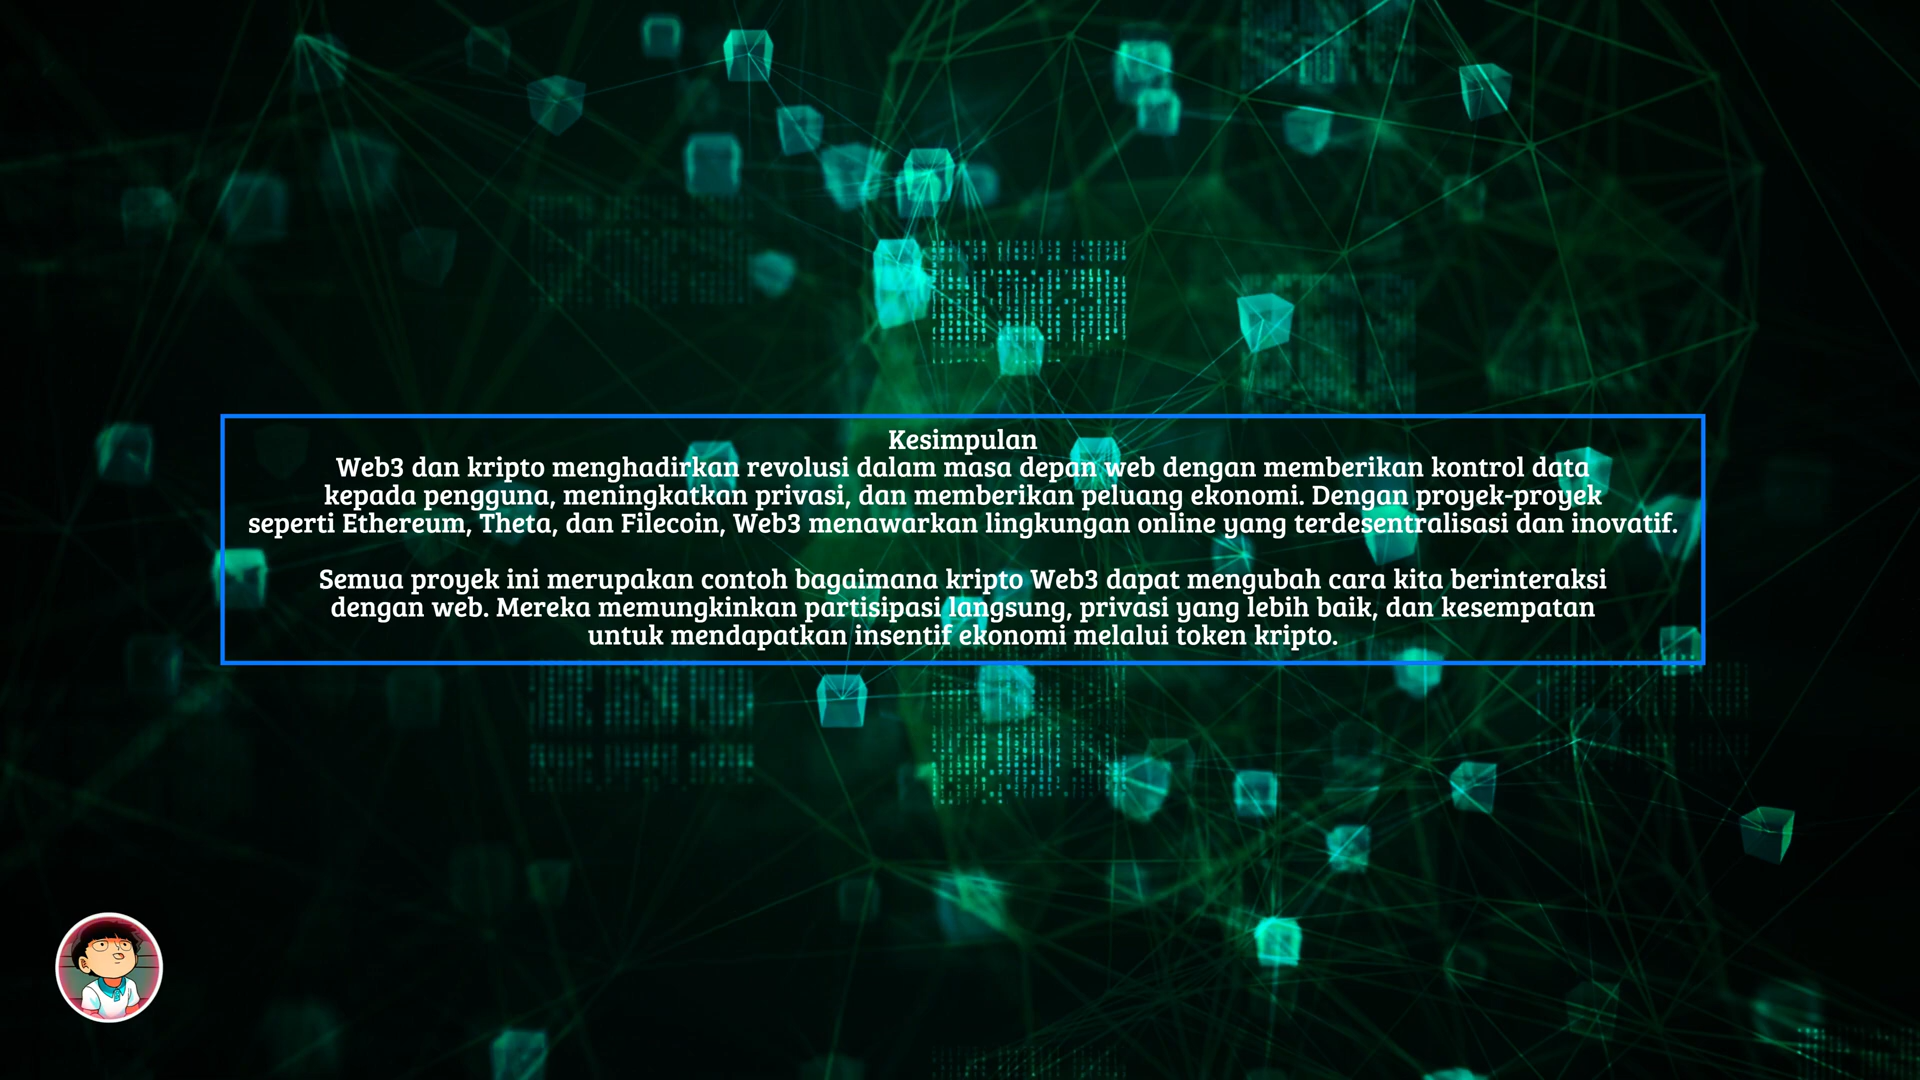 Kesimpulan
Web3 dan kripto menghadirkan revolusi dalam masa depan web dengan memberikan kontrol data
kepada pengguna, meningkatkan privasi, dan memberikan peluang ekonomi. Dengan proyek-proyek
seperti Ethereum, Theta, dan Filecoin, Web3 menawarkan lingkungan online yang terdesentralisasi dan inovatif.
Semua proyek ini merupakan contoh bagaimana kripto Web3 dapat mengubah cara kita berinteraksi
dengan web. Mereka memungkinkan partisipasi langsung, privasi yang lebih baik, dan kesempatan
untuk mendapatkan insentif ekonomi melalui token kripto.